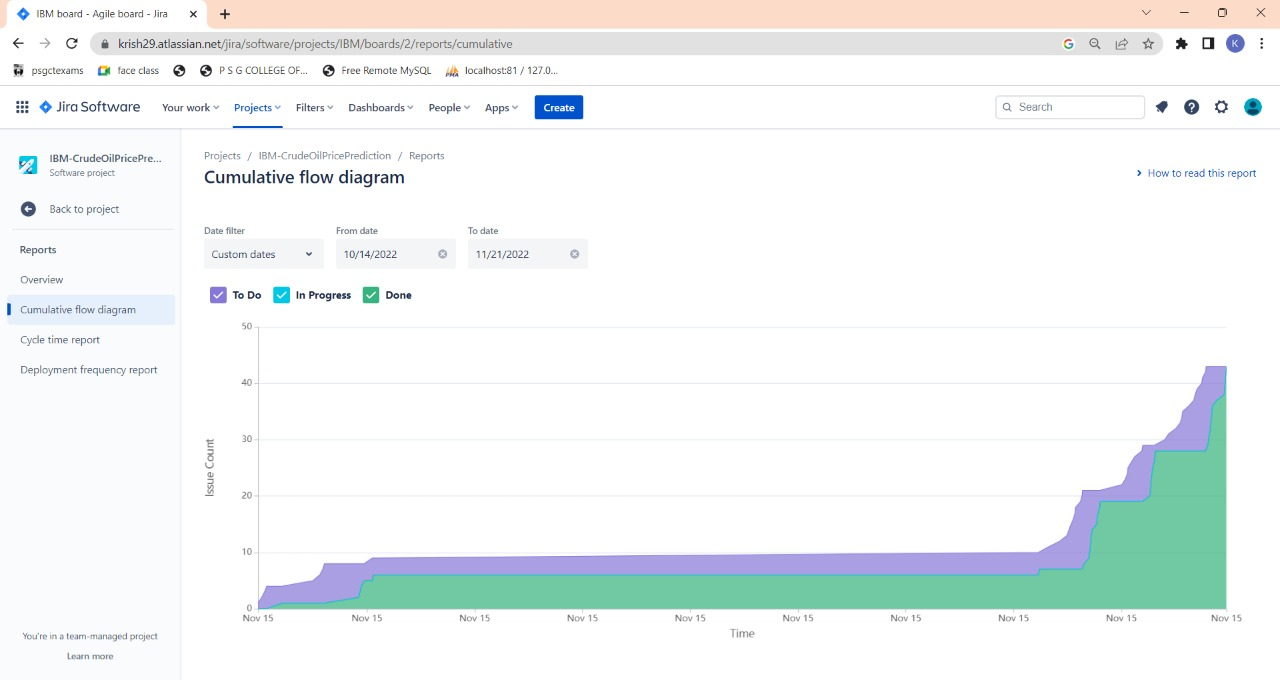 IBM board - Agile board - Jira
krish29.atlassian.net/jira/software/projects/IBM/boards/2/reports/cumulative
K
psgctexams face class P S G COLLEGE OF... Free Remote MySQL localhost:81 / 127.0...
Jira Software Your work Projects Filters Dashboards People Apps Create Search
IBM-CrudeOilPricePre...
Software project
Back to project
Reports
Overview
Cumulative flow diagram
Cycle time report
Deployment frequency report
You're in a team-managed project
Learn more
Projects / IBM-CrudeOilPricePrediction / Reports
Cumulative flow diagram
How to read this report
Date filter From date To date
Custom dates 10/14/2022 11/21/2022
To Do In Progress Done
50
40
30
20
10
0
Issue Count
Nov 15 Nov 15 Nov 15 Nov 15 Nov 15 Nov 15 Nov 15 Nov 15 Nov 15 Nov 15
Time